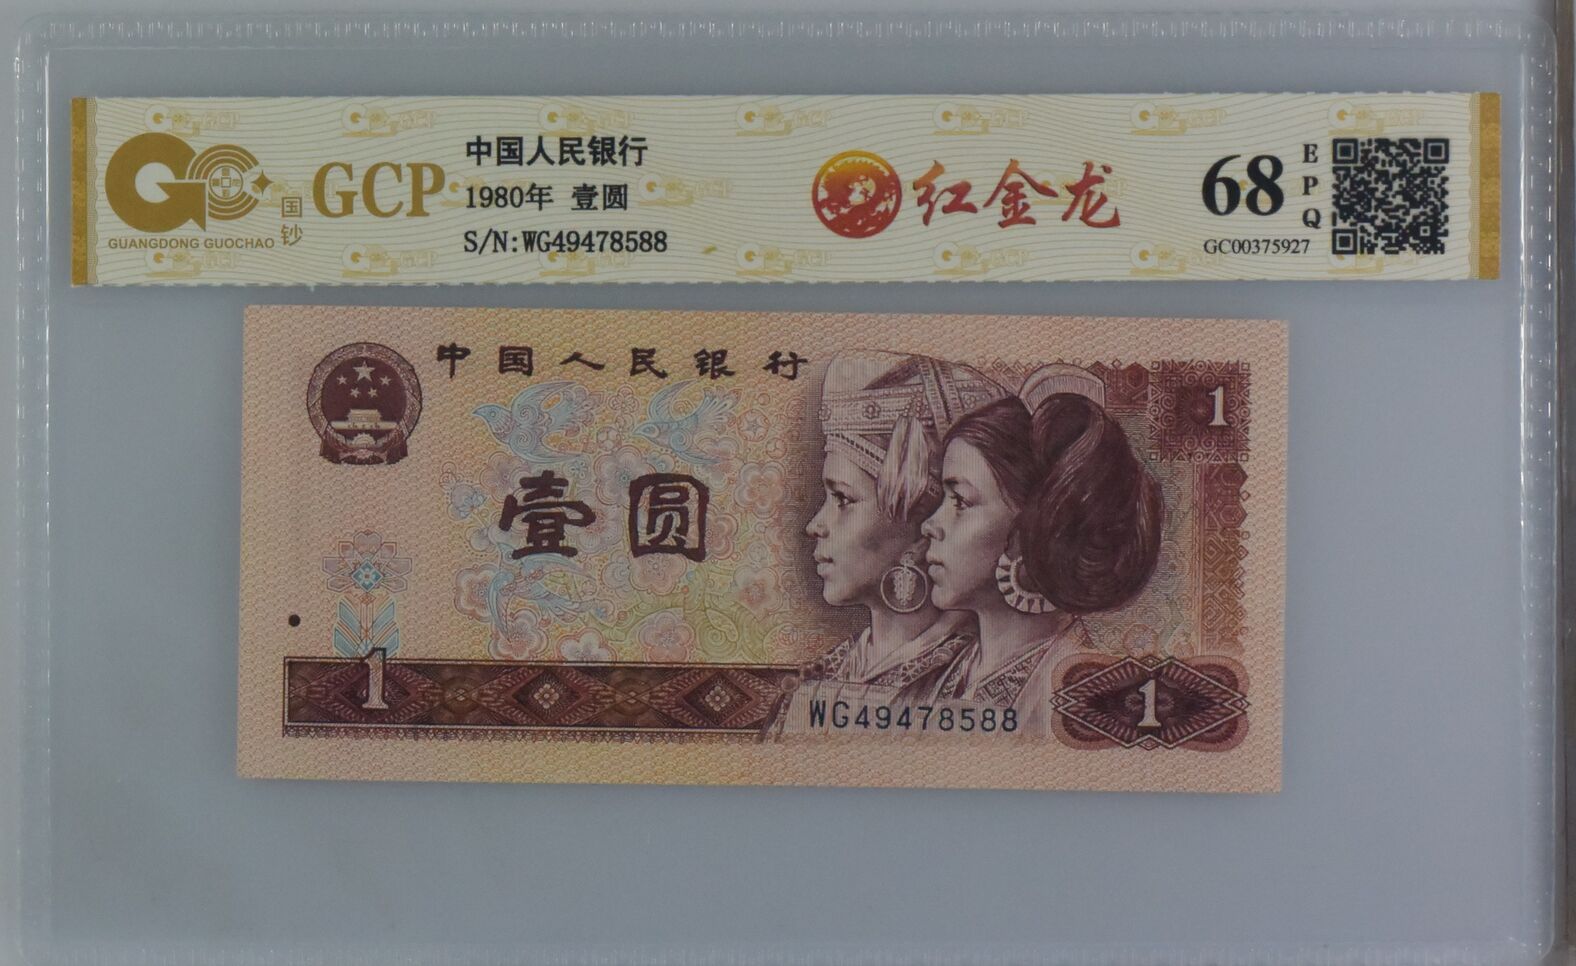 GCP
国钞
GUANGDONG GUOCHAO
中国人民银行
1980年 壹圆
S/N:WG49478588
红金龙
68
EPQ
GC00375927
中国人民银行
1
壹圆
1
WG49478588
1